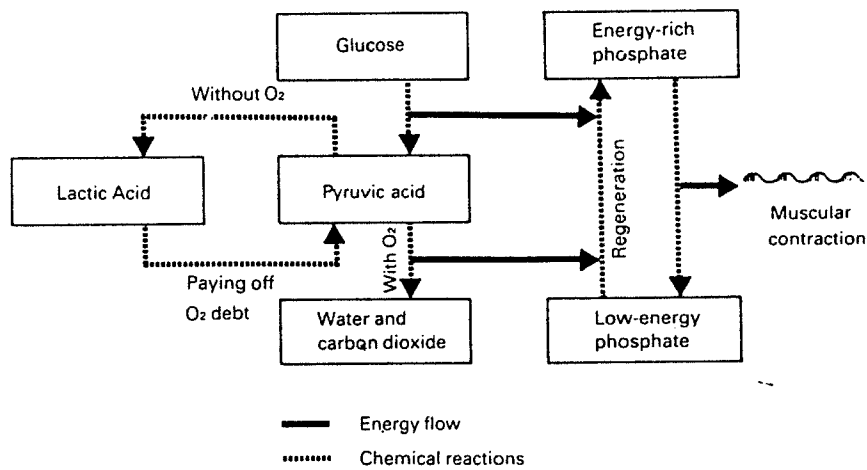 Glucose
Energy-rich
phosphate
Without O₂
Lactic Acid
Pyruvic acid
Regeneration
Muscular
contraction
With O₂
Paying off
O₂ debt
Water and
carbon dioxide
Low-energy
phosphate
Energy flow
Chemical reactions